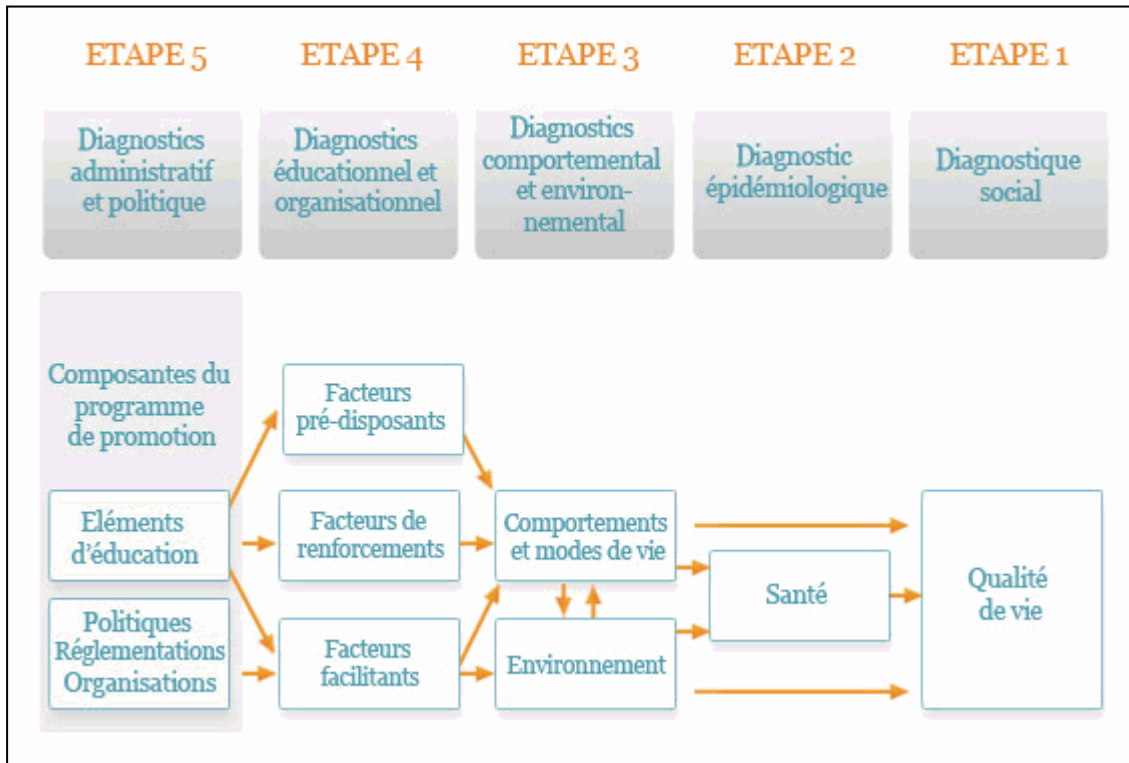 ETAPE 5
ETAPE 4
ETAPE 3
ETAPE 2
ETAPE 1
Diagnostics
administratif
et politique
Diagnostics
éducationnel et
organisationnel
Diagnostics
comportemental
et environ-
nemental
Diagnostic
épidémiologique
Diagnostique
social
Composantes du
programme
de promotion
Eléments
d'éducation
Politiques
Réglementations
Organisations
Facteurs
pré-disposants
Facteurs de
renforcements
Facteurs
facilitants
Comportements
et modes de vie
Environnement
Santé
Qualité
de vie